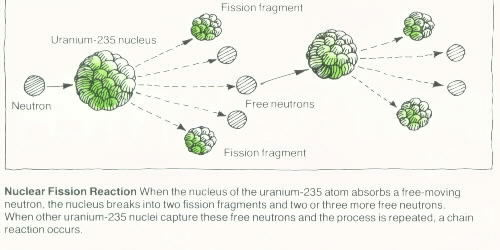 Fission fragment
Uranium-235 nucleus
Neutron
Free neutrons
Fission fragment
Nuclear Fission Reaction When the nucleus of the uranium-235 atom absorbs a free-moving
neutron, the nucleus breaks into two fission fragments and two or three more free neutrons.
When other uranium-235 nuclei capture these free neutrons and the process is repeated, a chain
reaction occurs.